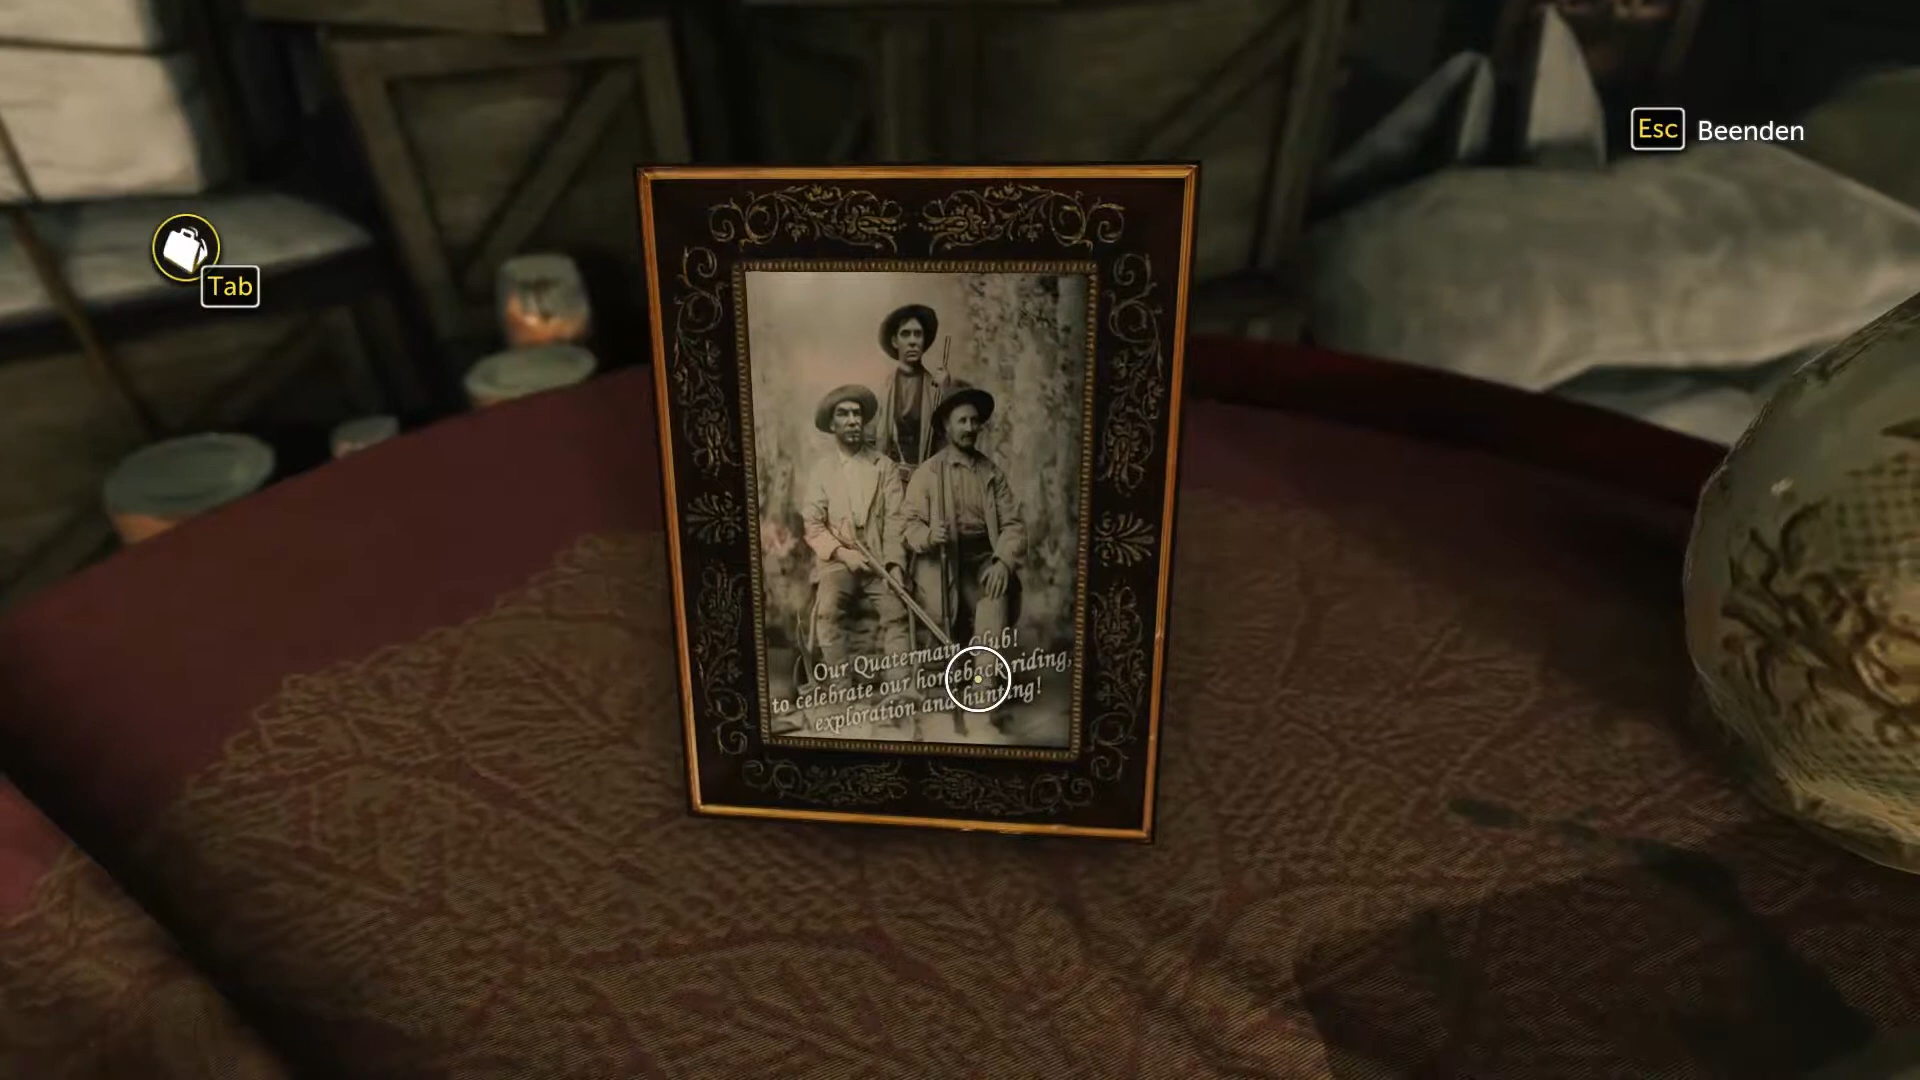 Esc Beenden
Tab
Our Quatermain Club!
to celebrate our horseback riding,
exploration and hunting!